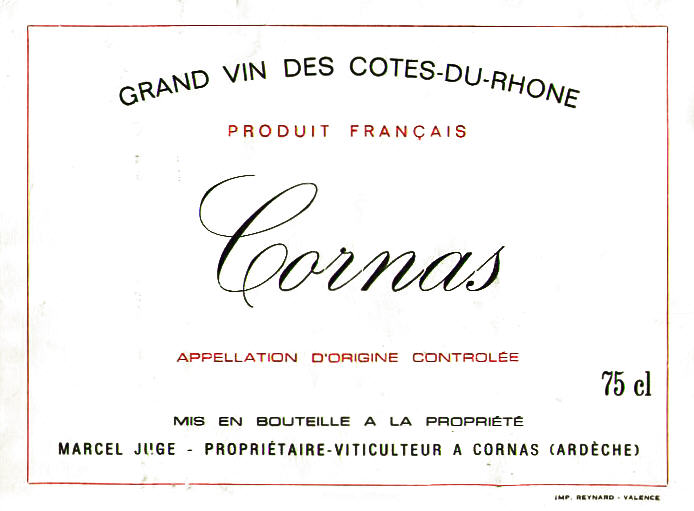 GRAND VIN DES COTES-DU-RHONE
PRODUIT FRANÇAIS
Cornas
APPELLATION D'ORIGINE CONTROLÉE
75 cl
MIS EN BOUTEILLE A LA PROPRIÉTÉ
MARCEL JUGE - PROPRIÉTAIRE-VITICULTEUR A CORNAS (ARDÈCHE)
IMP. REYNARD - VALENCE